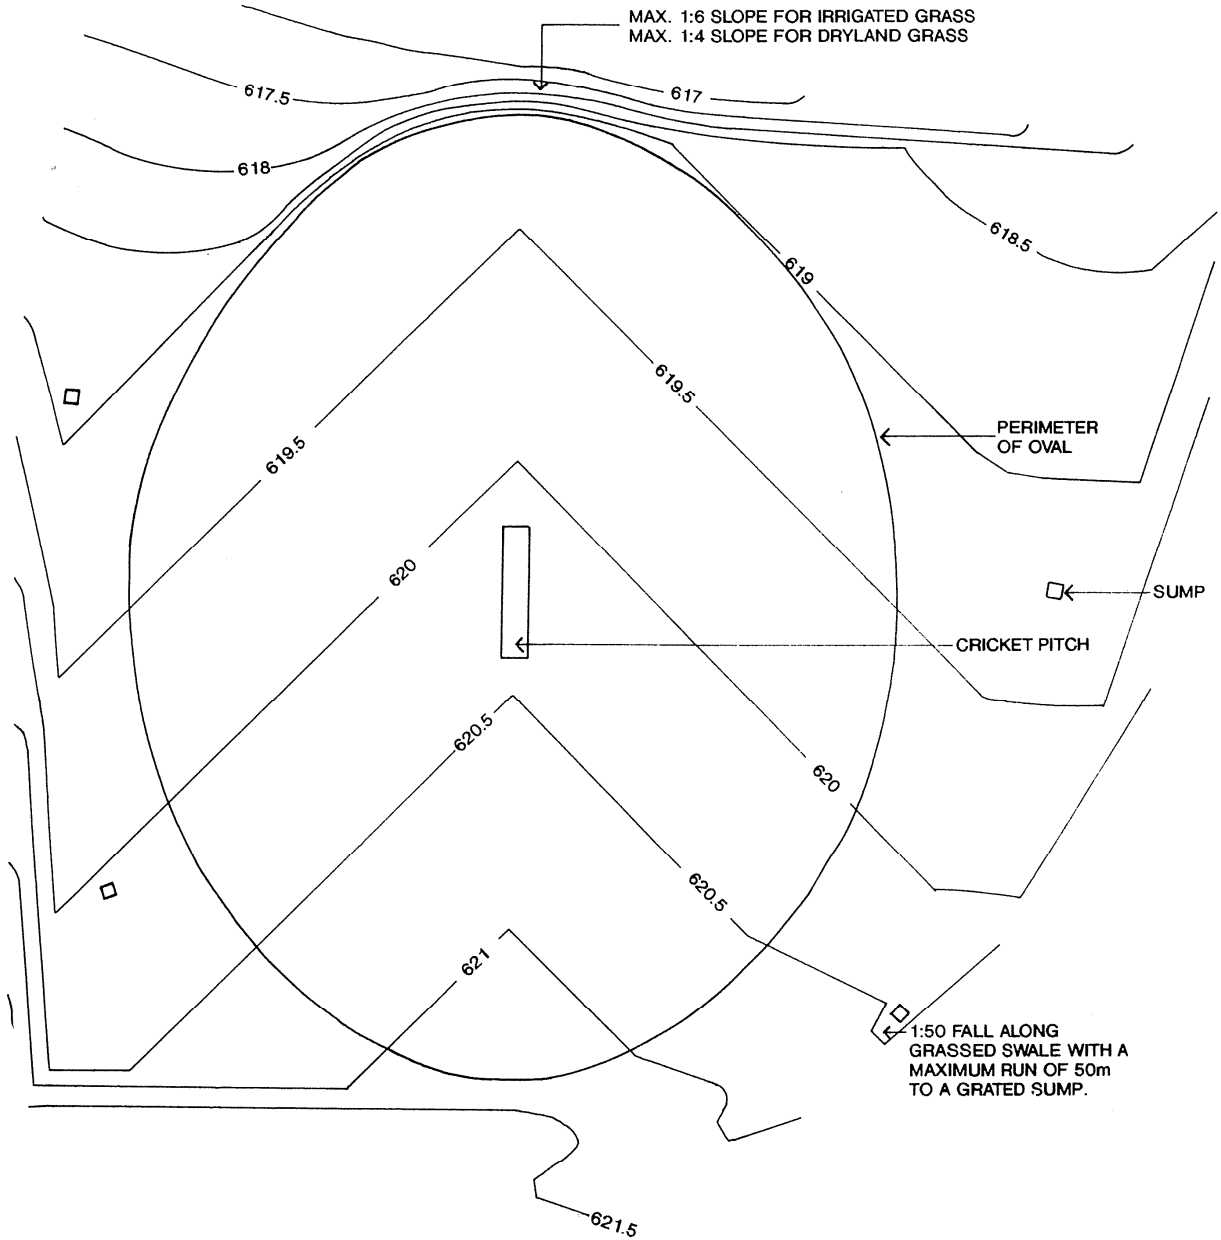 MAX. 1:6 SLOPE FOR IRRIGATED GRASS
MAX. 1:4 SLOPE FOR DRYLAND GRASS
617.5
617
618
618.5
619
619.5
619.5
PERIMETER
OF OVAL
620
SUMP
CRICKET PITCH
620.5
620
620.5
621
1:50 FALL ALONG
GRASSED SWALE WITH A
MAXIMUM RUN OF 50m
TO A GRATED SUMP.
621.5